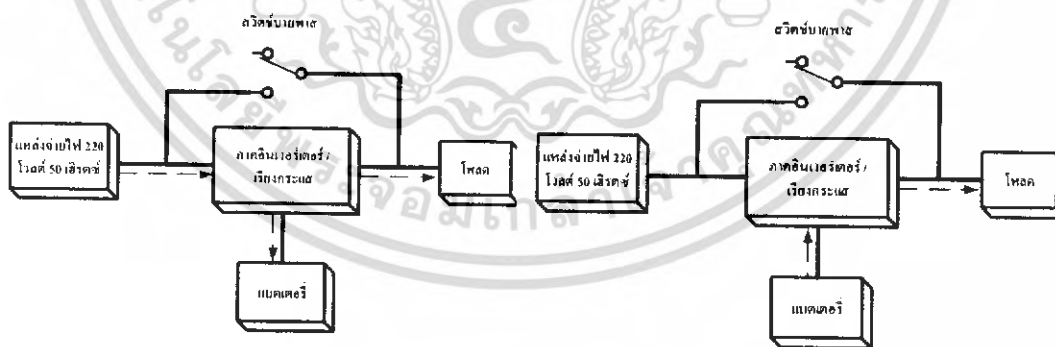 สวิตช์บายพาส
แหล่งจ่ายไฟ 220
โวลต์ 50 เฮิรตซ์
ภาคอินเวอร์เตอร์ /
เรียงกระแส
โหลด
แบตเตอรี่
สวิตช์บายพาส
แหล่งจ่ายไฟ 220
โวลต์ 50 เฮิรตซ์
ภาคอินเวอร์เตอร์ /
เรียงกระแส
โหลด
แบตเตอรี่